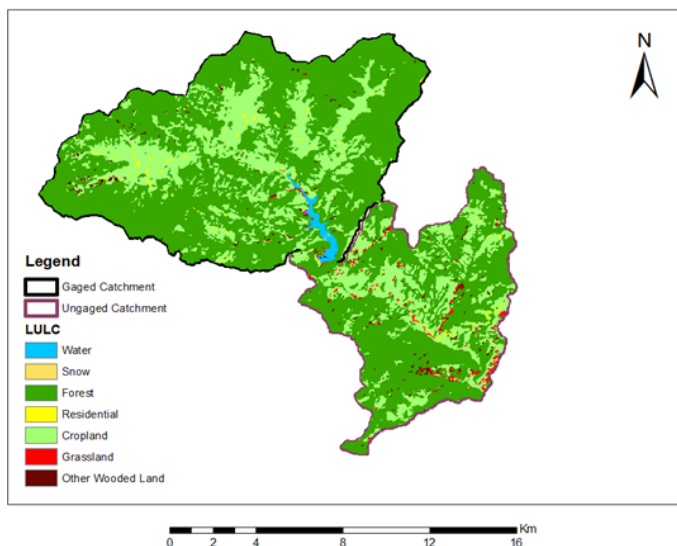 N
Legend
Gaged Catchment
Ungaged Catchment
LULC
Water
Snow
Forest
Residential
Cropland
Grassland
Other Wooded Land
Km
0 2 4 8 12 16